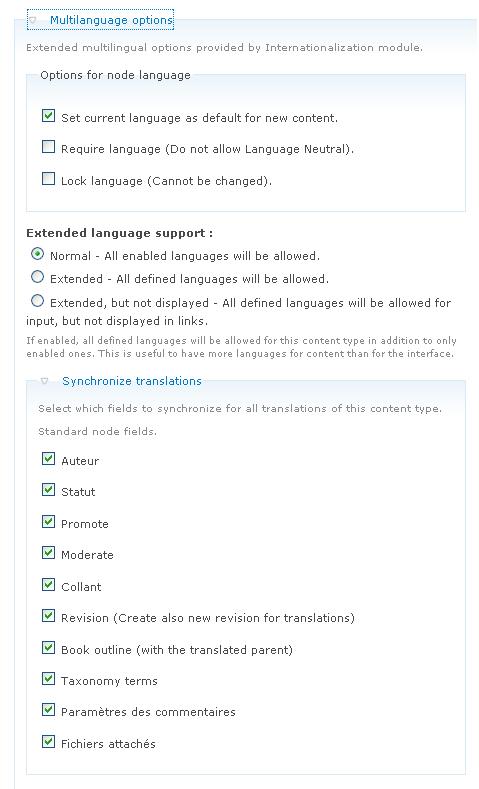 Multilanguage options
Extended multilingual options provided by Internationalization module.
Options for node language
Set current language as default for new content.
Require language (Do not allow Language Neutral).
Lock language (Cannot be changed).
Extended language support :
Normal - All enabled languages will be allowed.
Extended - All defined languages will be allowed.
Extended, but not displayed - All defined languages will be allowed for
input, but not displayed in links.
If enabled, all defined languages will be allowed for this content type in addition to only
enabled ones. This is useful to have more languages for content than for the interface.
Synchronize translations
Select which fields to synchronize for all translations of this content type.
Standard node fields.
Auteur
Statut
Promote
Moderate
Collant
Revision (Create also new revision for translations)
Book outline (with the translated parent)
Taxonomy terms
Paramètres des commentaires
Fichiers attachés